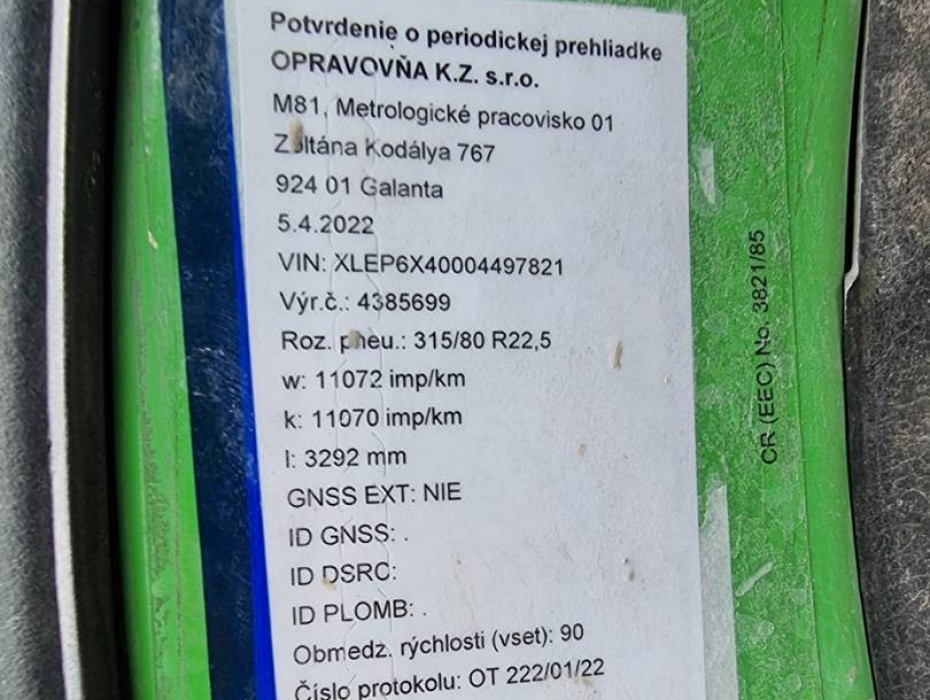 Potvrdenie o periodickej prehliadke
OPRAVOVŇA K.Z. s.r.o.
M81, Metrologické pracovisko 01
Zoltána Kodálya 767
924 01 Galanta
5.4.2022
VIN: XLEP6X40004497821
Výr.č.: 4385699
Roz. pneu.: 315/80 R22,5
w: 11072 imp/km
k: 11070 imp/km
l: 3292 mm
GNSS EXT: NIE
ID GNSS: .
ID DSRC:
ID PLOMB: .
Obmedz. rýchlosti (vset): 90
Číslo protokolu: OT 222/01/22
CR (EEC) No. 3821/85